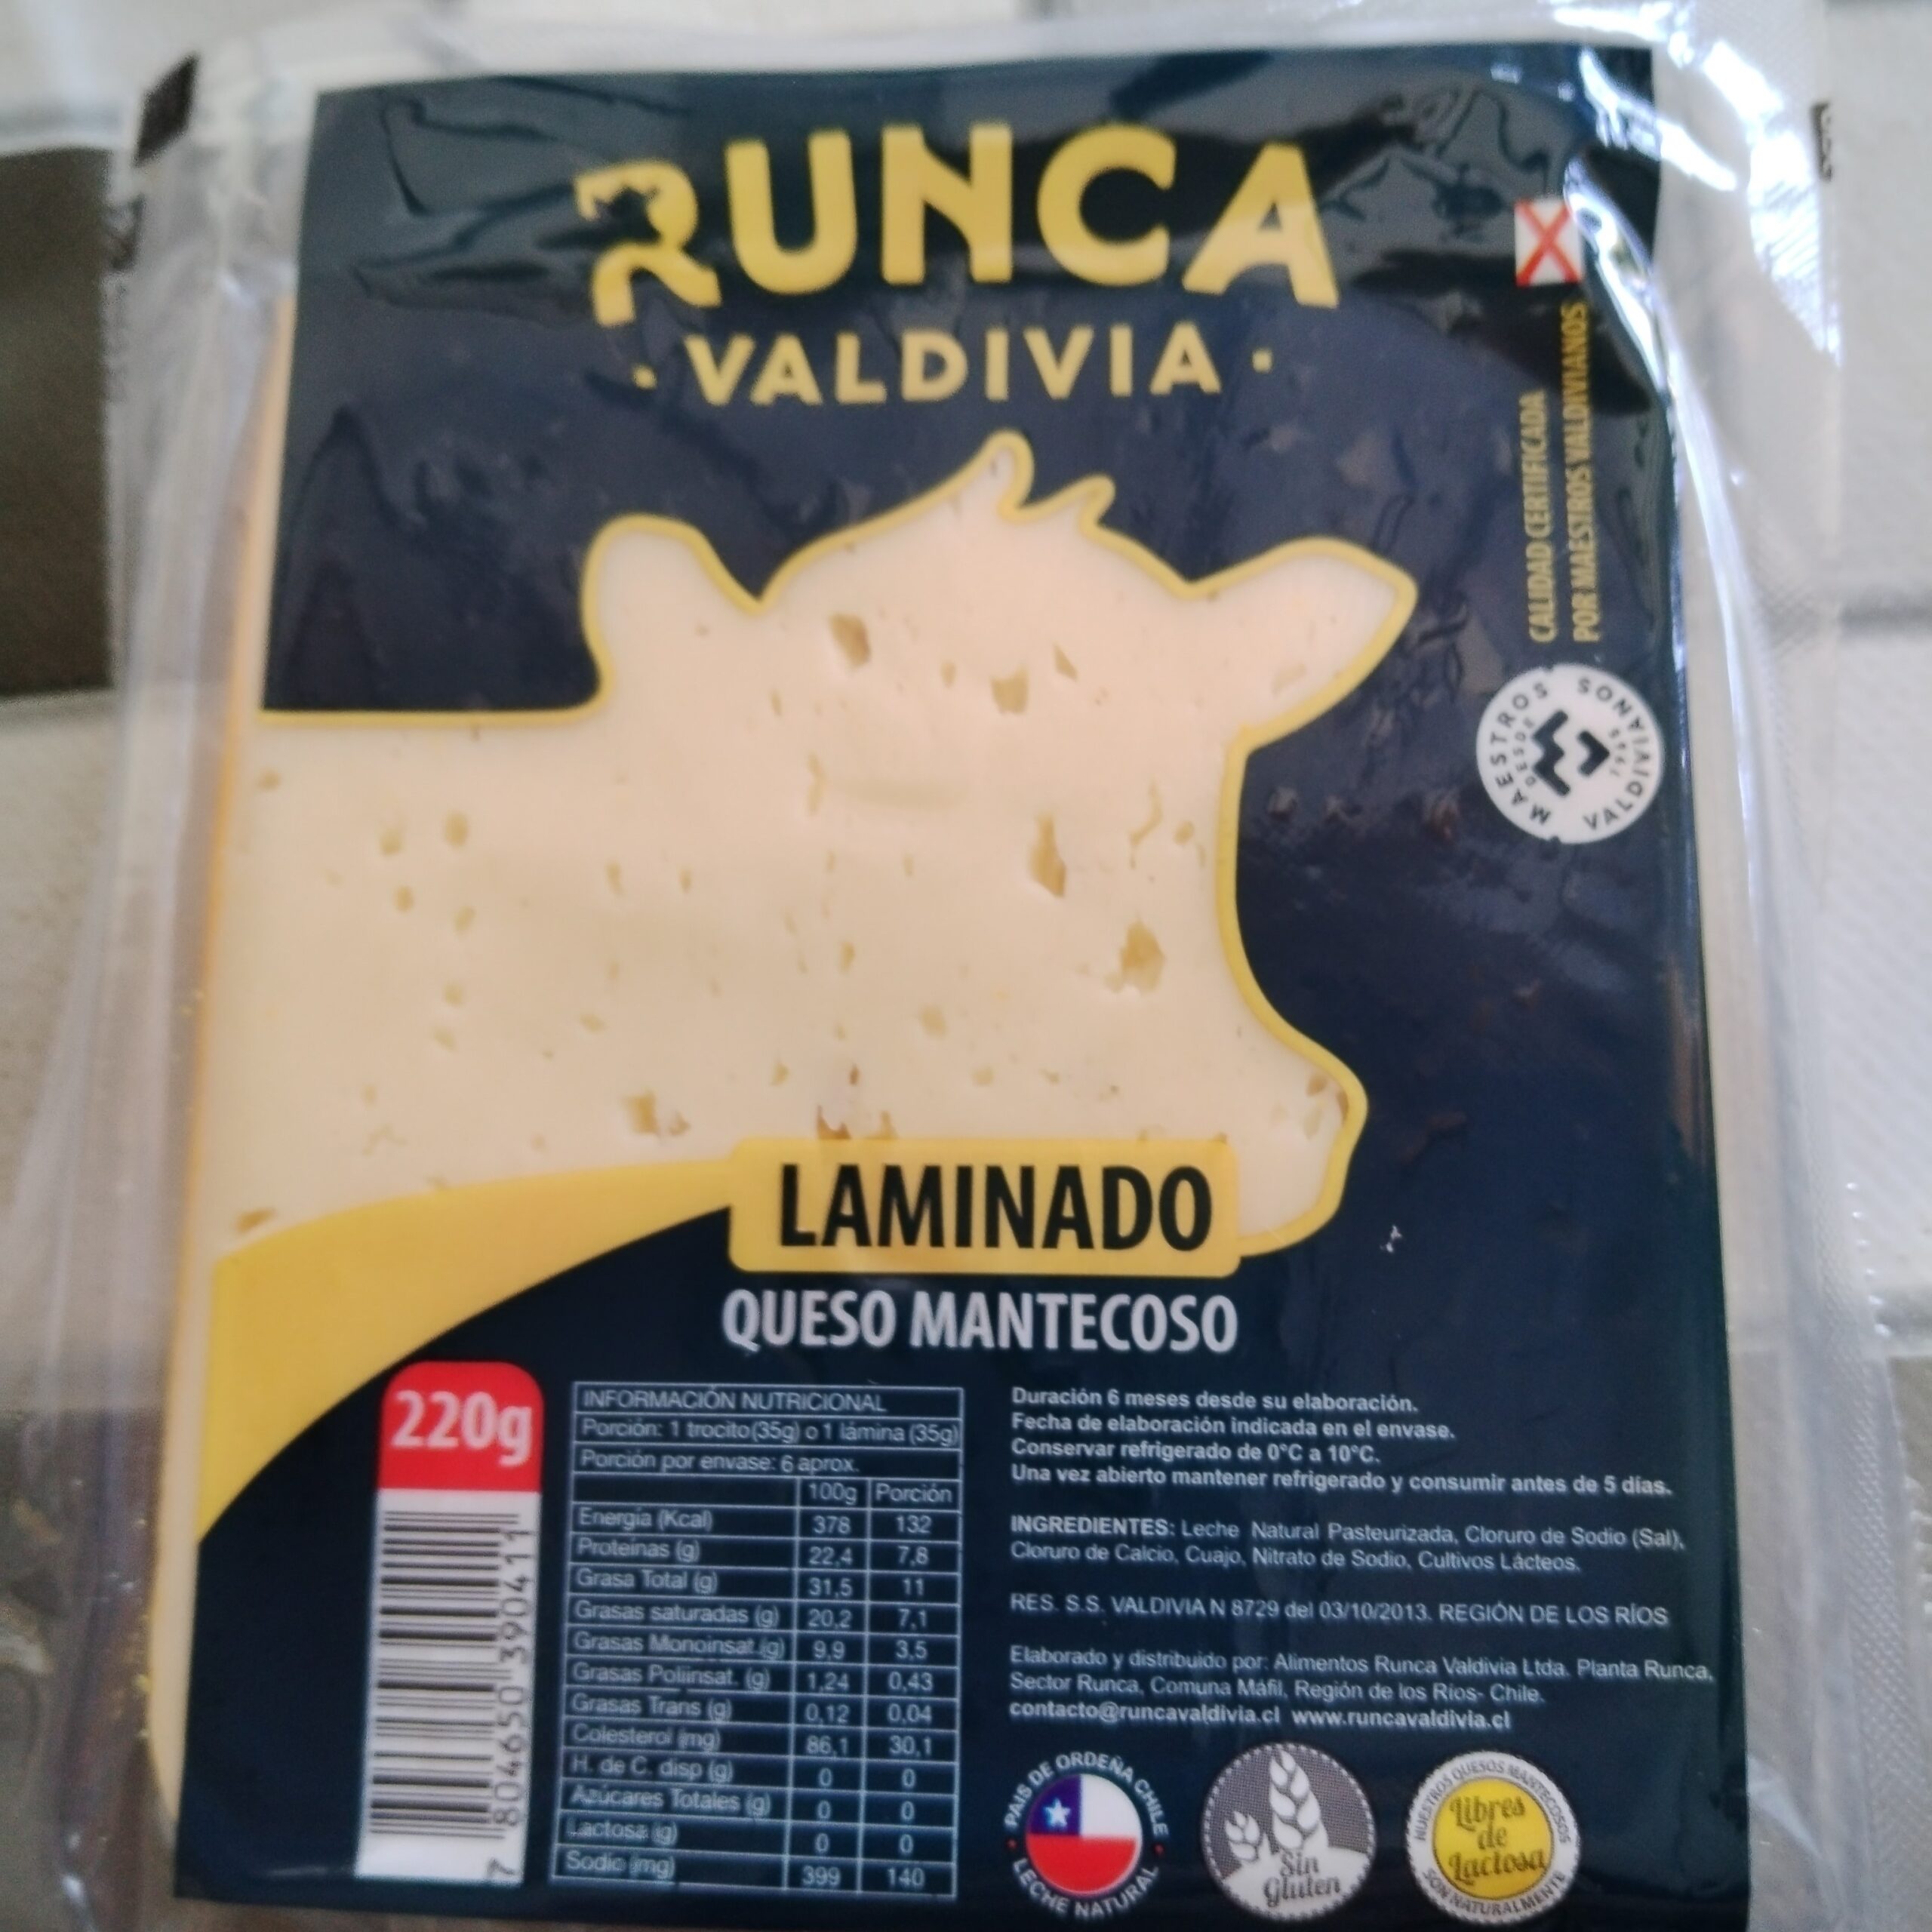 RUNCA
· VALDIVIA ·
CALIDAD CERTIFICADA
POR MAESTROS VALDIVIANOS
MAESTROS VALDIVIANOS
DESDE
LAMINADO
QUESO MANTECOSO
220g
7 804650 390411
INFORMACIÓN NUTRICIONAL
Porción: 1 trocito (35g) o 1 lámina (35g)
Porción por envase: 6 aprox.
100g Porción
Energía (Kcal) 378 132
Proteínas (g) 22,4 7,8
Grasa Total (g) 31,5 11
Grasas saturadas (g) 20,2 7,1
Grasas Monoinsat.(g) 9,9 3,5
Grasas Poliinsat. (g) 1,24 0,43
Grasas Trans (g) 0,12 0,04
Colesterol (mg) 86,1 30,1
H. de C. disp (g) 0 0
Azúcares Totales (g) 0 0
Lactosa (g) 0 0
Sodio (mg) 399 140
Duración 6 meses desde su elaboración.
Fecha de elaboración indicada en el envase.
Conservar refrigerado de 0°C a 10°C.
Una vez abierto mantener refrigerado y consumir antes de 5 días.
INGREDIENTES: Leche Natural Pasteurizada, Cloruro de Sodio (Sal),
Cloruro de Calcio, Cuajo, Nitrato de Sodio, Cultivos Lácteos.
RES. S.S. VALDIVIA N 8729 del 03/10/2013. REGIÓN DE LOS RÍOS
Elaborado y distribuido por: Alimentos Runca Valdivia Ltda. Planta Runca,
Sector Runca, Comuna Máfil, Región de los Ríos- Chile.
contacto@runcavaldivia.cl www.runcavaldivia.cl
PAIS DE ORDEÑA CHILE
· LECHE NATURAL ·
Sin
Gluten
NUESTROS QUESOS MANTECOSOS
Libres
de
Lactosa
SON NATURALMENTE